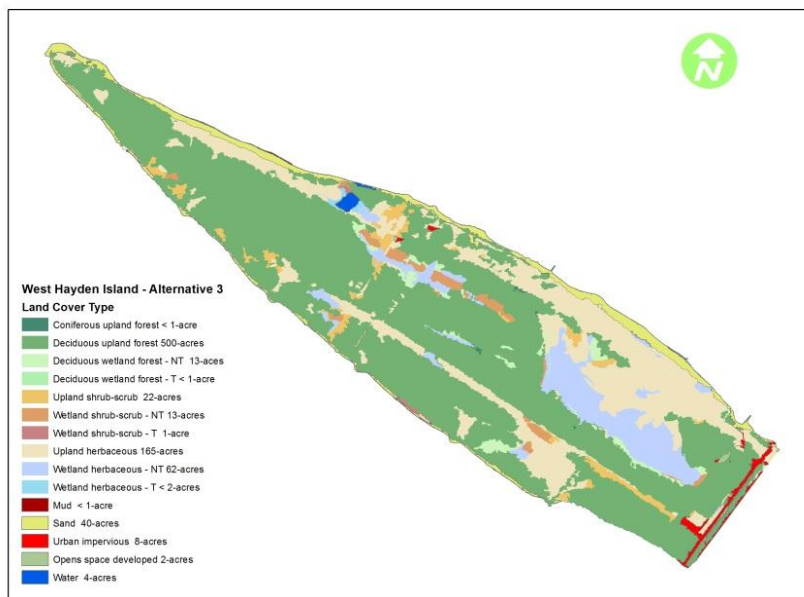 N
West Hayden Island - Alternative 3
Land Cover Type
Coniferous upland forest < 1-acre
Deciduous upland forest 500-acres
Deciduous wetland forest - NT 13-aces
Deciduous wetland forest - T < 1-acre
Upland shrub-scrub 22-acres
Wetland shrub-scrub - NT 13-acres
Wetland shrub-scrub - T 1-acre
Upland herbaceous 165-acres
Wetland herbaceous - NT 62-acres
Wetland herbaceous - T < 2-acres
Mud < 1-acre
Sand 40-acres
Urban impervious 8-acres
Opens space developed 2-acres
Water 4-acres